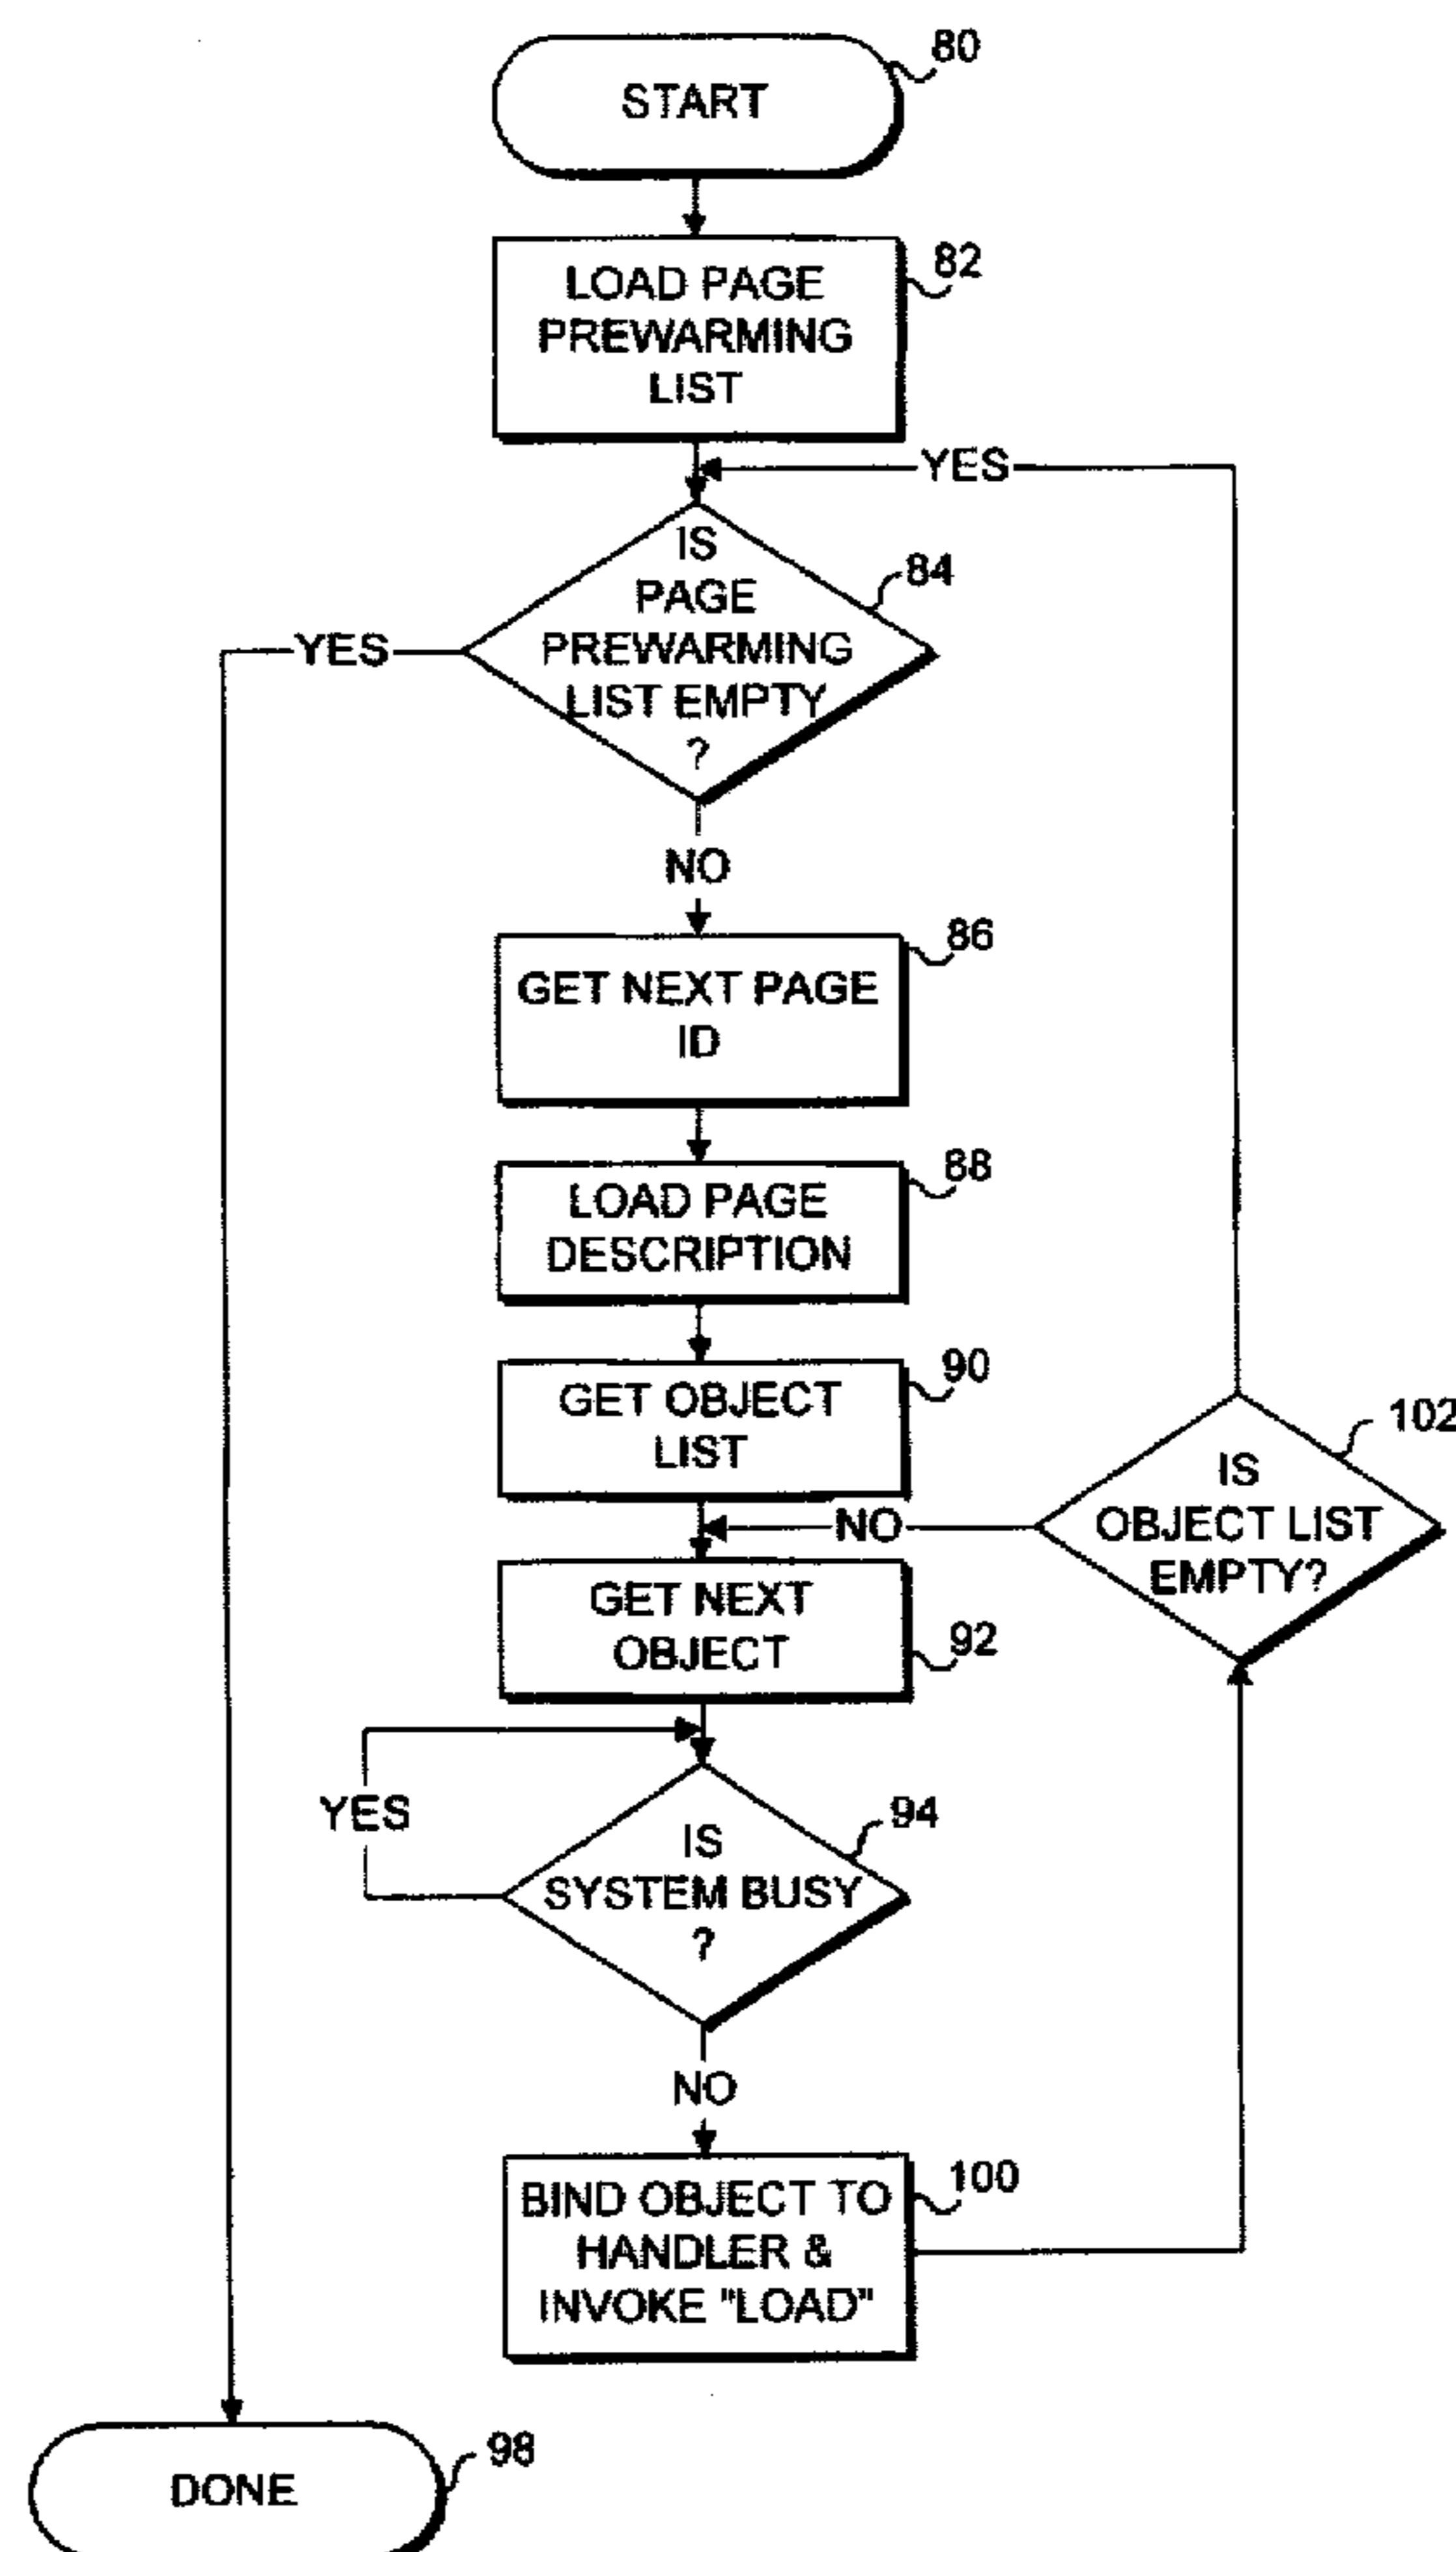 80
START
82
LOAD PAGE
PREWARMING
LIST
YES
IS
84
PAGE
PREWARMING
LIST EMPTY
?
YES
NO
86
GET NEXT PAGE
ID
88
LOAD PAGE
DESCRIPTION
90
GET OBJECT
LIST
102
IS
OBJECT LIST
EMPTY?
NO
GET NEXT
OBJECT
92
YES
94
IS
SYSTEM BUSY
?
NO
100
BIND OBJECT TO
HANDLER &
INVOKE "LOAD"
98
DONE